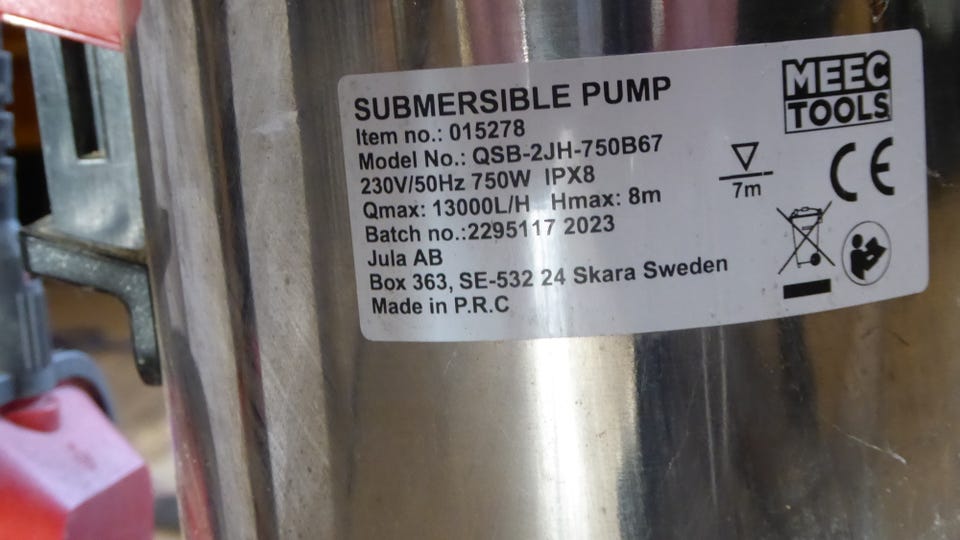 SUBMERSIBLE PUMP
Item no.: 015278
Model No.: QSB-2JH-750B67
230V/50Hz 750W IPX8
Qmax: 13000L/H Hmax: 8m
Batch no.:2295117 2023
Jula AB
Box 363, SE-532 24 Skara Sweden
Made in P.R.C
MEEC
TOOLS
CE
7m